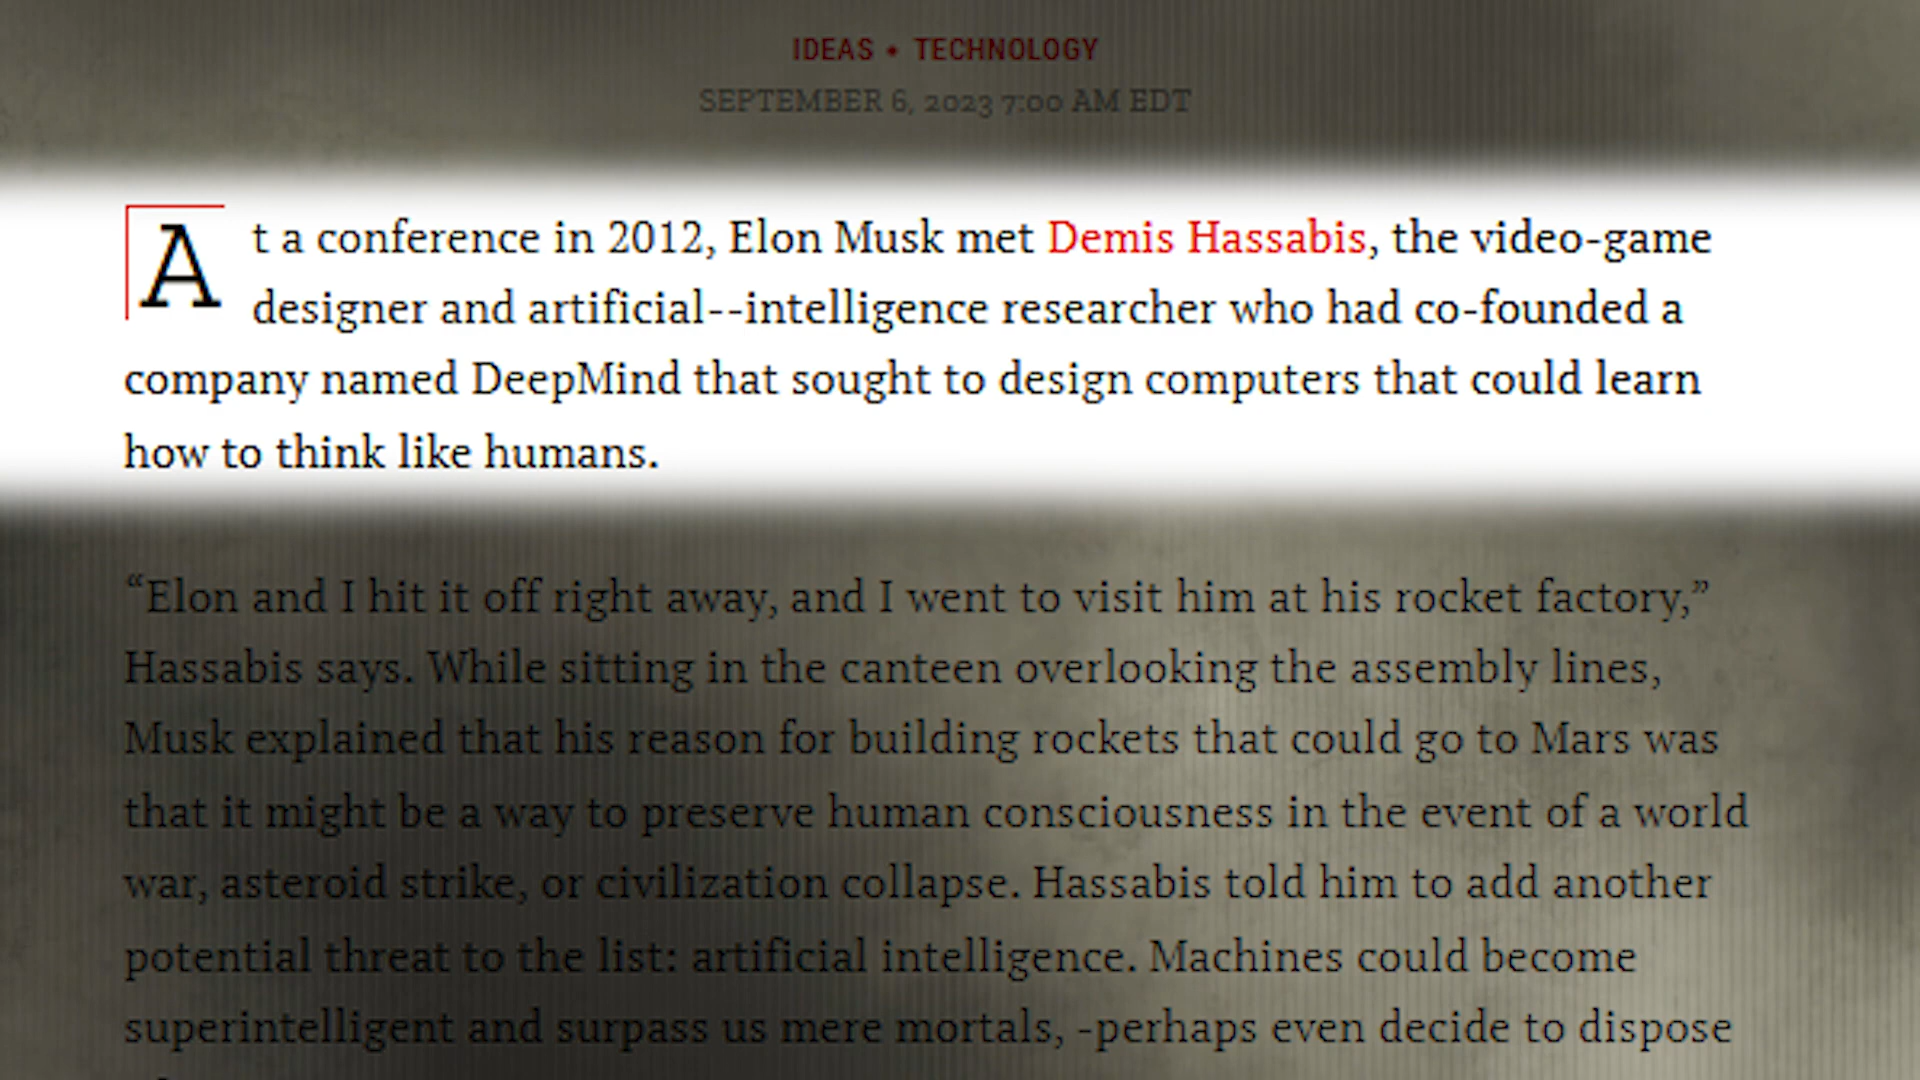 IDEAS • TECHNOLOGY
SEPTEMBER 6, 2023 7:00 AM EDT
At a conference in 2012, Elon Musk met Demis Hassabis, the video-game
designer and artificial--intelligence researcher who had co-founded a
company named DeepMind that sought to design computers that could learn
how to think like humans.
“Elon and I hit it off right away, and I went to visit him at his rocket factory,”
Hassabis says. While sitting in the canteen overlooking the assembly lines,
Musk explained that his reason for building rockets that could go to Mars was
that it might be a way to preserve human consciousness in the event of a world
war, asteroid strike, or civilization collapse. Hassabis told him to add another
potential threat to the list: artificial intelligence. Machines could become
superintelligent and surpass us mere mortals, -perhaps even decide to dispose